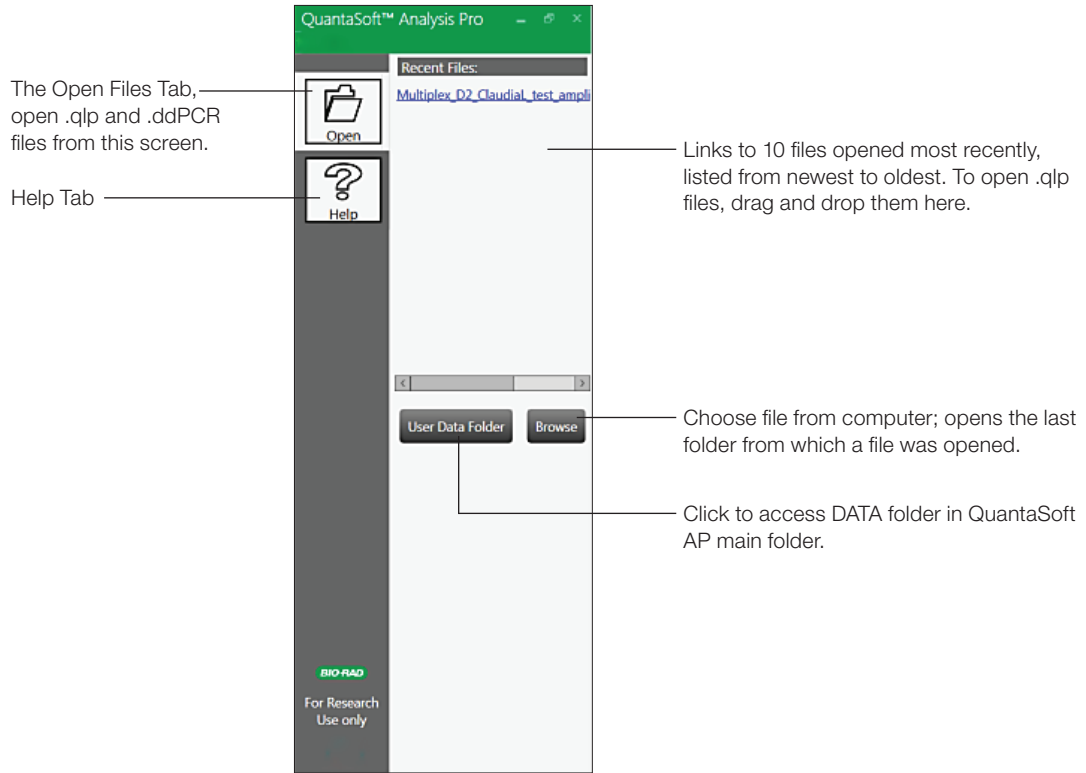 QuantaSoft™ Analysis Pro
Recent Files:
Multiplex_D2_ClaudiaL_test_ampli
The Open Files Tab,
open .qlp and .ddPCR
files from this screen.
Open
Links to 10 files opened most recently,
listed from newest to oldest. To open .qlp
files, drag and drop them here.
Help Tab
Help
User Data Folder
Browse
Choose file from computer; opens the last
folder from which a file was opened.
Click to access DATA folder in QuantaSoft
AP main folder.
BIO-RAD
For Research
Use only